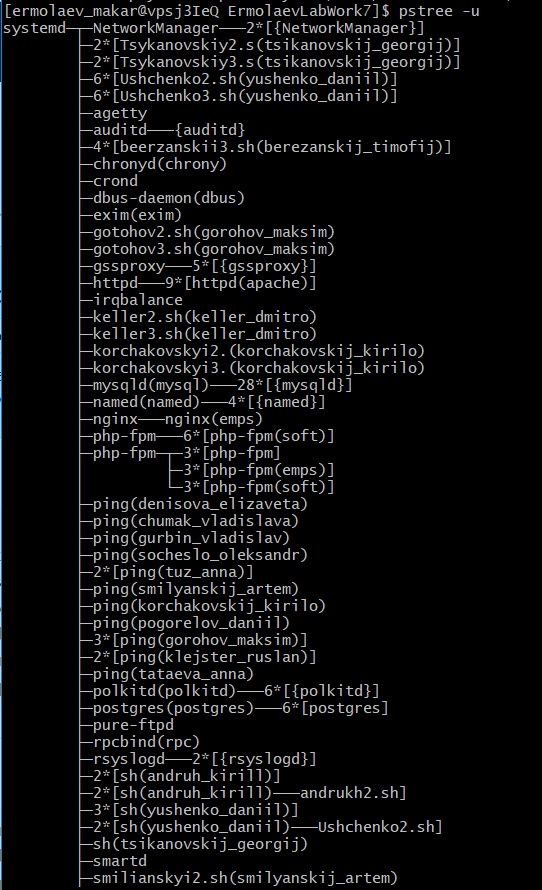 [ermolaev_makar@vpsj3IeQ ErmolaevLabWork7]$ pstree -u
systemd─┬─NetworkManager───2*[{NetworkManager}]
        ├─2*[Tsykanovskiy2.s(tsikanovskij_georgij)]
        ├─2*[Tsykanovskiy3.s(tsikanovskij_georgij)]
        ├─6*[Ushchenko2.sh(yushenko_daniil)]
        ├─6*[Ushchenko3.sh(yushenko_daniil)]
        ├─agetty
        ├─auditd───{auditd}
        ├─4*[beerzanskii3.sh(berezanskij_timofij)]
        ├─chronyd(chrony)
        ├─crond
        ├─dbus-daemon(dbus)
        ├─exim(exim)
        ├─gotohov2.sh(gorohov_maksim)
        ├─gotohov3.sh(gorohov_maksim)
        ├─gssproxy───5*[{gssproxy}]
        ├─httpd───9*[httpd(apache)]
        ├─irqbalance
        ├─keller2.sh(keller_dmitro)
        ├─keller3.sh(keller_dmitro)
        ├─korchakovskyi2.(korchakovskij_kirilo)
        ├─korchakovskyi3.(korchakovskij_kirilo)
        ├─mysqld(mysql)───28*[{mysqld}]
        ├─named(named)───4*[{named}]
        ├─nginx───nginx(emps)
        ├─php-fpm───6*[php-fpm(soft)]
        ├─php-fpm─┬─3*[php-fpm]
        │         ├─3*[php-fpm(emps)]
        │         └─3*[php-fpm(soft)]
        ├─ping(denisova_elizaveta)
        ├─ping(chumak_vladislava)
        ├─ping(gurbin_vladislav)
        ├─ping(socheslo_oleksandr)
        ├─2*[ping(tuz_anna)]
        ├─ping(smilyanskij_artem)
        ├─ping(korchakovskij_kirilo)
        ├─ping(pogorelov_daniil)
        ├─3*[ping(gorohov_maksim)]
        ├─2*[ping(klejster_ruslan)]
        ├─ping(tataeva_anna)
        ├─polkitd(polkitd)───6*[{polkitd}]
        ├─postgres(postgres)───6*[postgres]
        ├─pure-ftpd
        ├─rpcbind(rpc)
        ├─rsyslogd───2*[{rsyslogd}]
        ├─2*[sh(andruh_kirill)]
        ├─2*[sh(andruh_kirill)───andrukh2.sh]
        ├─3*[sh(yushenko_daniil)]
        ├─2*[sh(yushenko_daniil)───Ushchenko2.sh]
        ├─sh(tsikanovskij_georgij)
        ├─smartd
        ├─smilianskyi2.sh(smilyanskij_artem)